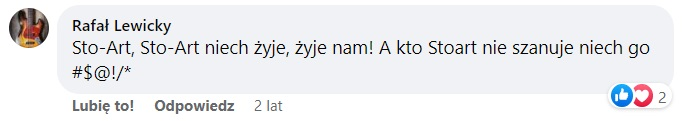 Rafał Lewicky
Sto-Art, Sto-Art niech żyje, żyje nam! A kto Stoart nie szanuje niech go
#$@!/*
Lubię to! Odpowiedz 2 lat
2